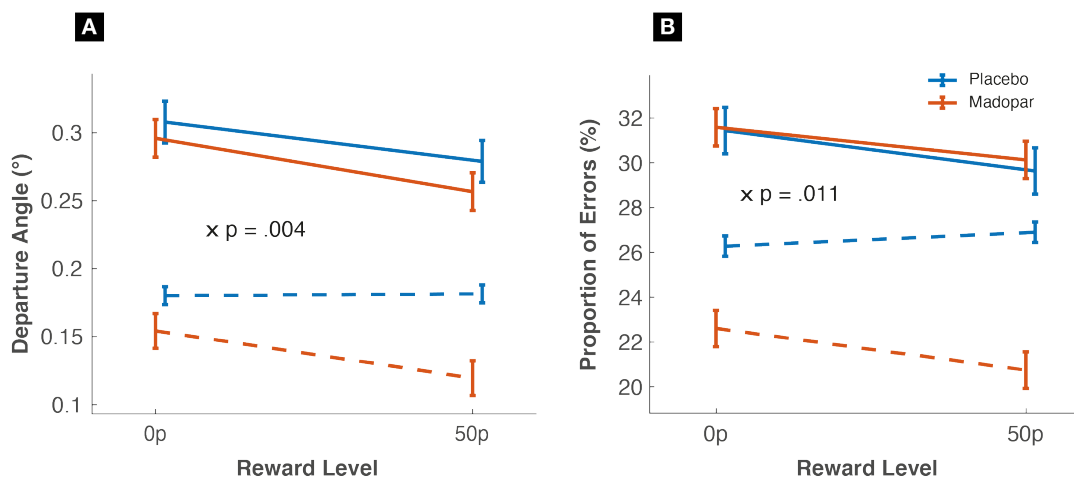 A
Departure Angle (°)
0.3
0.25
0.2
0.15
0.1
× p = .004
0p
50p
Reward Level
B
Placebo
Madopar
Proportion of Errors (%)
32
30
28
26
24
22
20
× p = .011
0p
50p
Reward Level